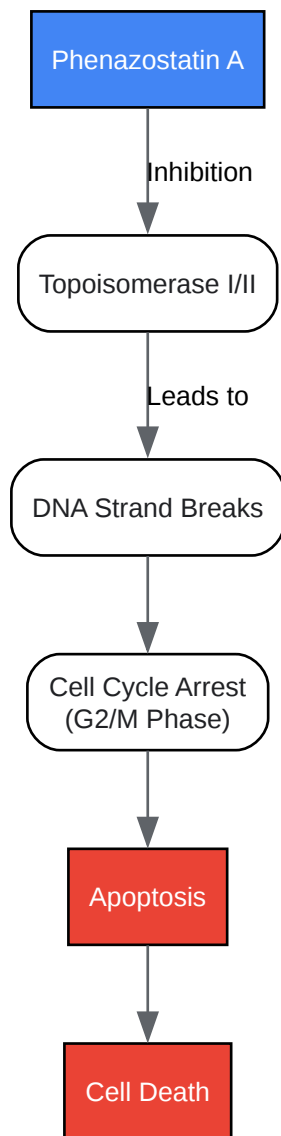 Phenazostatin A
Inhibition
Topoisomerase I/II
Leads to
DNA Strand Breaks
Cell Cycle Arrest
(G2/M Phase)
Apoptosis
Cell Death